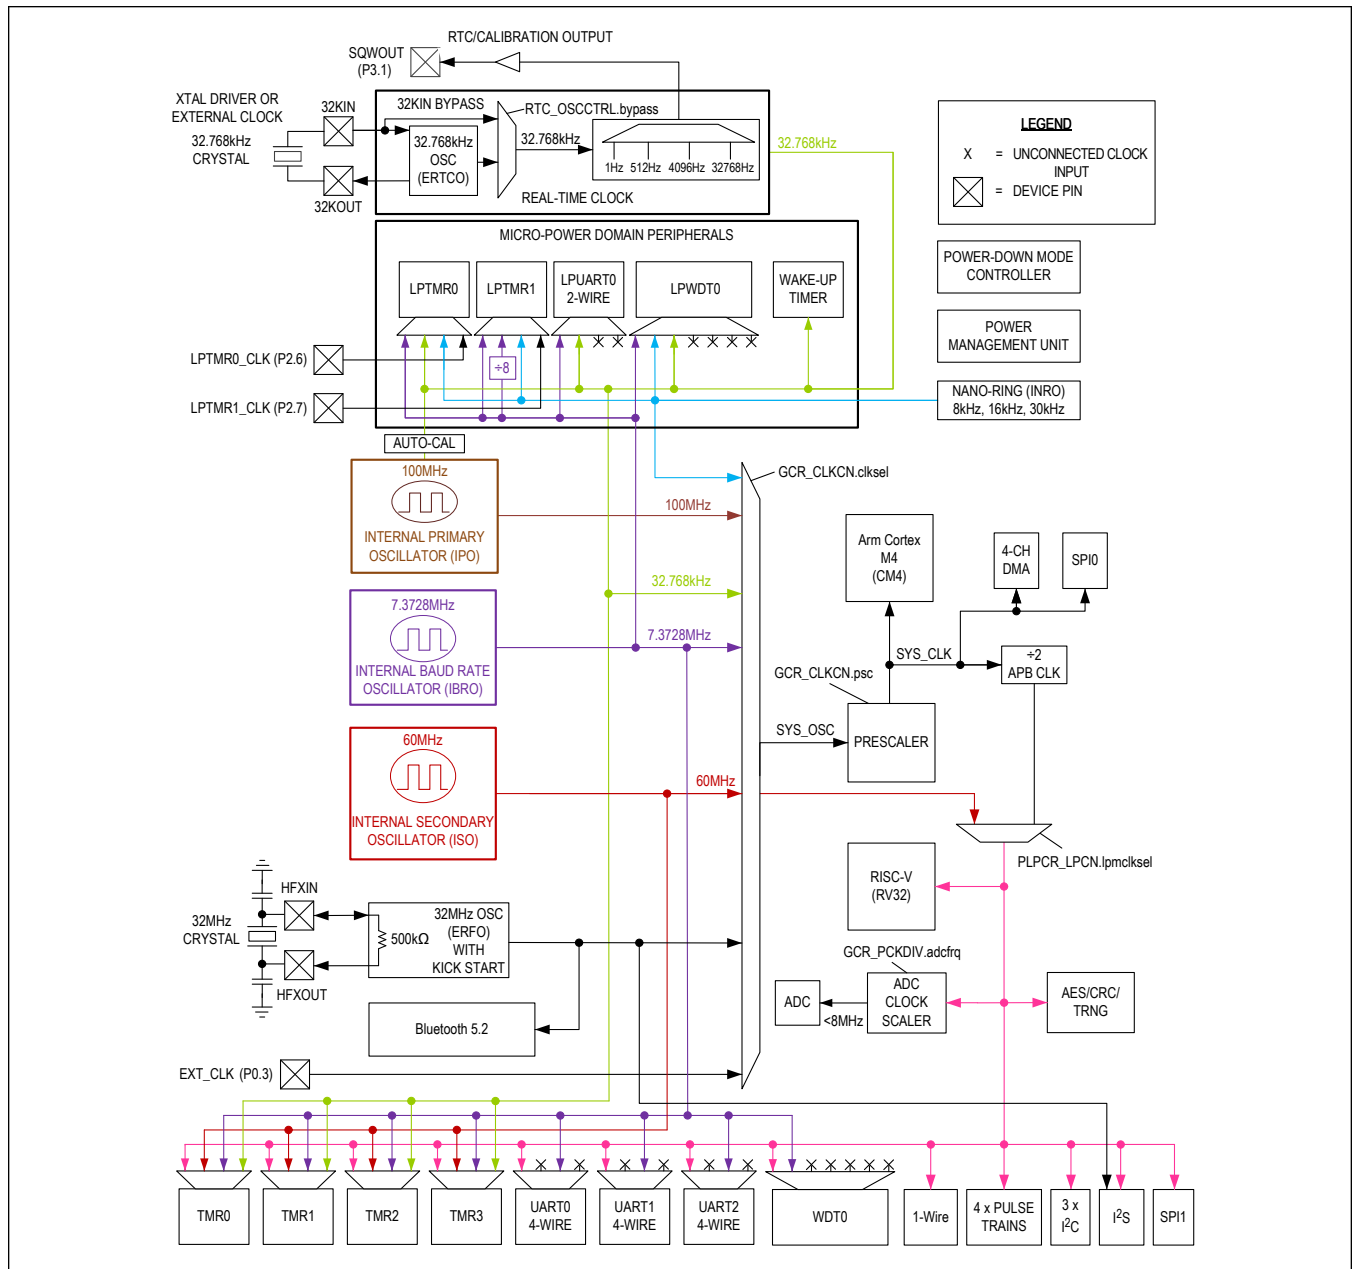 RTC/CALIBRATION OUTPUT
SQWOUT
(P3.1)
XTAL DRIVER OR
EXTERNAL CLOCK
32KIN
32.768kHz
CRYSTAL
32KOUT
32KIN BYPASS
RTC_OSCCTRL.bypass
32.768kHz
OSC
(ERTCO)
32.768kHz
1Hz 512Hz 4096Hz 32768Hz
REAL-TIME CLOCK
32.768kHz
LEGEND
X = UNCONNECTED CLOCK
INPUT
= DEVICE PIN
MICRO-POWER DOMAIN PERIPHERALS
LPTMR0
LPTMR1
LPUART0
2-WIRE
LPWDT0
WAKE-UP
TIMER
÷8
POWER-DOWN MODE
CONTROLLER
POWER
MANAGEMENT UNIT
NANO-RING (INRO)
8kHz, 16kHz, 30kHz
LPTMR0_CLK (P2.6)
LPTMR1_CLK (P2.7)
AUTO-CAL
100MHz
INTERNAL PRIMARY
OSCILLATOR (IPO)
100MHz
GCR_CLKCN.clksel
32.768kHz
7.3728MHz
INTERNAL BAUD RATE
OSCILLATOR (IBRO)
7.3728MHz
Arm Cortex
M4
(CM4)
4-CH
DMA
SPI0
SYS_CLK
÷2
APB CLK
GCR_CLKCN.psc
SYS_OSC
PRESCALER
60MHz
INTERNAL SECONDARY
OSCILLATOR (ISO)
60MHz
PLPCR_LPCN.lpmclksel
RISC-V
(RV32)
HFXIN
32MHz
CRYSTAL
HFXOUT
500kΩ
32MHz OSC
(ERFO)
WITH
KICK START
GCR_PCKDIV.adcfrq
ADC
<8MHz
ADC
CLOCK
SCALER
AES/CRC/
TRNG
Bluetooth 5.2
EXT_CLK (P0.3)
TMR0
TMR1
TMR2
TMR3
UART0
4-WIRE
UART1
4-WIRE
UART2
4-WIRE
WDT0
1-Wire
4 x PULSE
TRAINS
3 x
I2C
I2S
SPI1